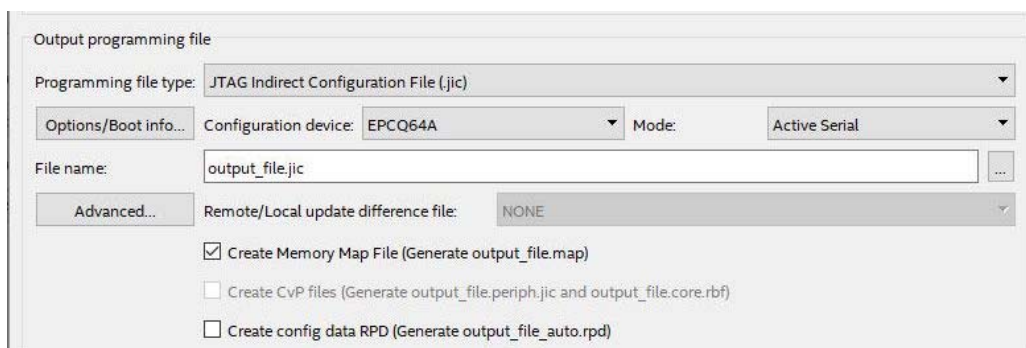 Output programming file
Programming file type: JTAG Indirect Configuration File (.jic)
Options/Boot info... Configuration device: EPCQ64A Mode: Active Serial
File name: output_file.jic ...
Advanced... Remote/Local update difference file: NONE
Create Memory Map File (Generate output_file.map)
Create CvP files (Generate output_file.periph.jic and output_file.core.rbf)
Create config data RPD (Generate output_file_auto.rpd)